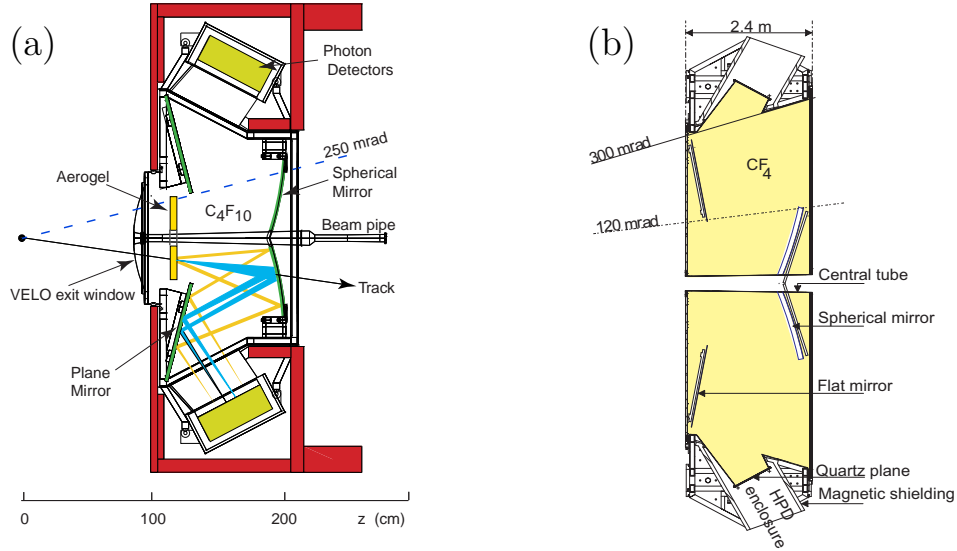 (a)
Photon
Detectors
250 mrad
Aerogel
Spherical
Mirror
C4F10
Beam pipe
VELO exit window
Track
Plane
Mirror
0 100 200 z (cm)
(b)
2.4 m
300 mrad
CF4
120 mrad
Central tube
Spherical mirror
Flat mirror
Quartz plane
Magnetic shielding
HPD
enclosure